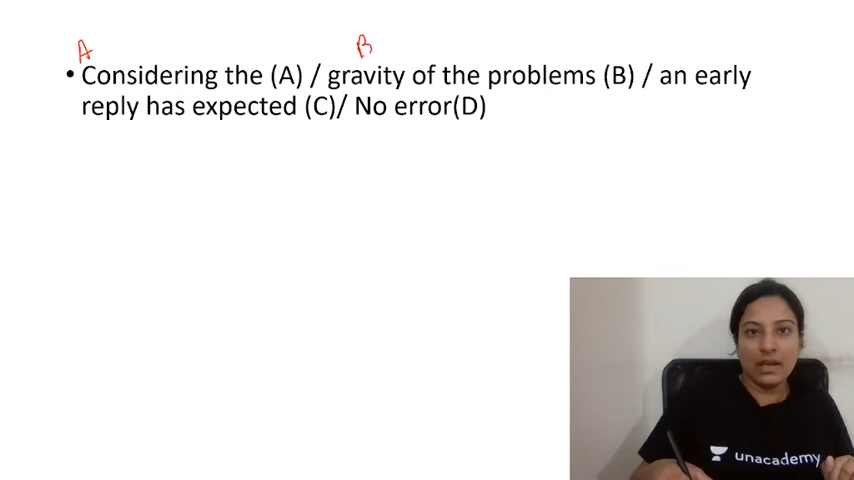 A
B
• Considering the (A) / gravity of the problems (B) / an early
reply has expected (C)/ No error(D)
unacademy